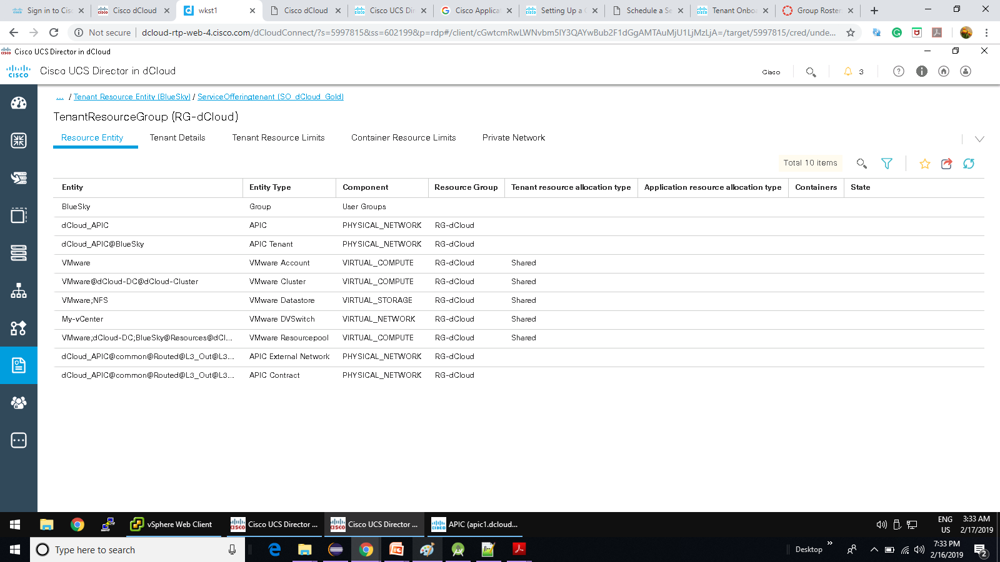 Sign in to Cisc
Cisco dCloud
wkst1
Cisco dCloud
Cisco UCS Dir
Cisco Applicat
Setting Up a C
Schedule a Se
Tenant Onbo
Group Roster
Not secure | dcloud-rtp-web-4.cisco.com/dCloudConnect/?s=5997815&ss=602199&p=rdp#/client/cGwtcmRwLWNvbm5lY3QAYwBub2F1dGgAMTAuMjU1LjMzLjA=/target/5997815/cred/unde...
Cisco UCS Director in dCloud
cisco Cisco UCS Director in dCloud
Cisco
3
... / Tenant Resource Entity (BlueSky) / ServiceOfferingtenant (SO_dCloud_Gold)
TenantResourceGroup (RG-dCloud)
Resource Entity Tenant Details Tenant Resource Limits Container Resource Limits Private Network
Total 10 items
Entity Entity Type Component Resource Group Tenant resource allocation type Application resource allocation type Containers State
BlueSky Group User Groups
dCloud_APIC APIC PHYSICAL_NETWORK RG-dCloud
dCloud_APIC@BlueSky APIC Tenant PHYSICAL_NETWORK RG-dCloud
VMware VMware Account VIRTUAL_COMPUTE RG-dCloud Shared
VMware@dCloud-DC@dCloud-Cluster VMware Cluster VIRTUAL_COMPUTE RG-dCloud Shared
VMware;NFS VMware Datastore VIRTUAL_STORAGE RG-dCloud Shared
My-vCenter VMware DVSwitch VIRTUAL_NETWORK RG-dCloud Shared
VMware;dCloud-DC;BlueSky@Resources@dCl... VMware Resourcepool VIRTUAL_COMPUTE RG-dCloud Shared
dCloud_APIC@common@Routed@L3_Out@L3... APIC External Network PHYSICAL_NETWORK RG-dCloud
dCloud_APIC@common@Routed@L3_Out@L3... APIC Contract PHYSICAL_NETWORK RG-dCloud
vSphere Web Client
Cisco UCS Director ...
Cisco UCS Director ...
APIC (apic1.dcloud...
ENG
US
3:33 AM
2/17/2019
Type here to search
Desktop
7:33 PM
2/16/2019
2